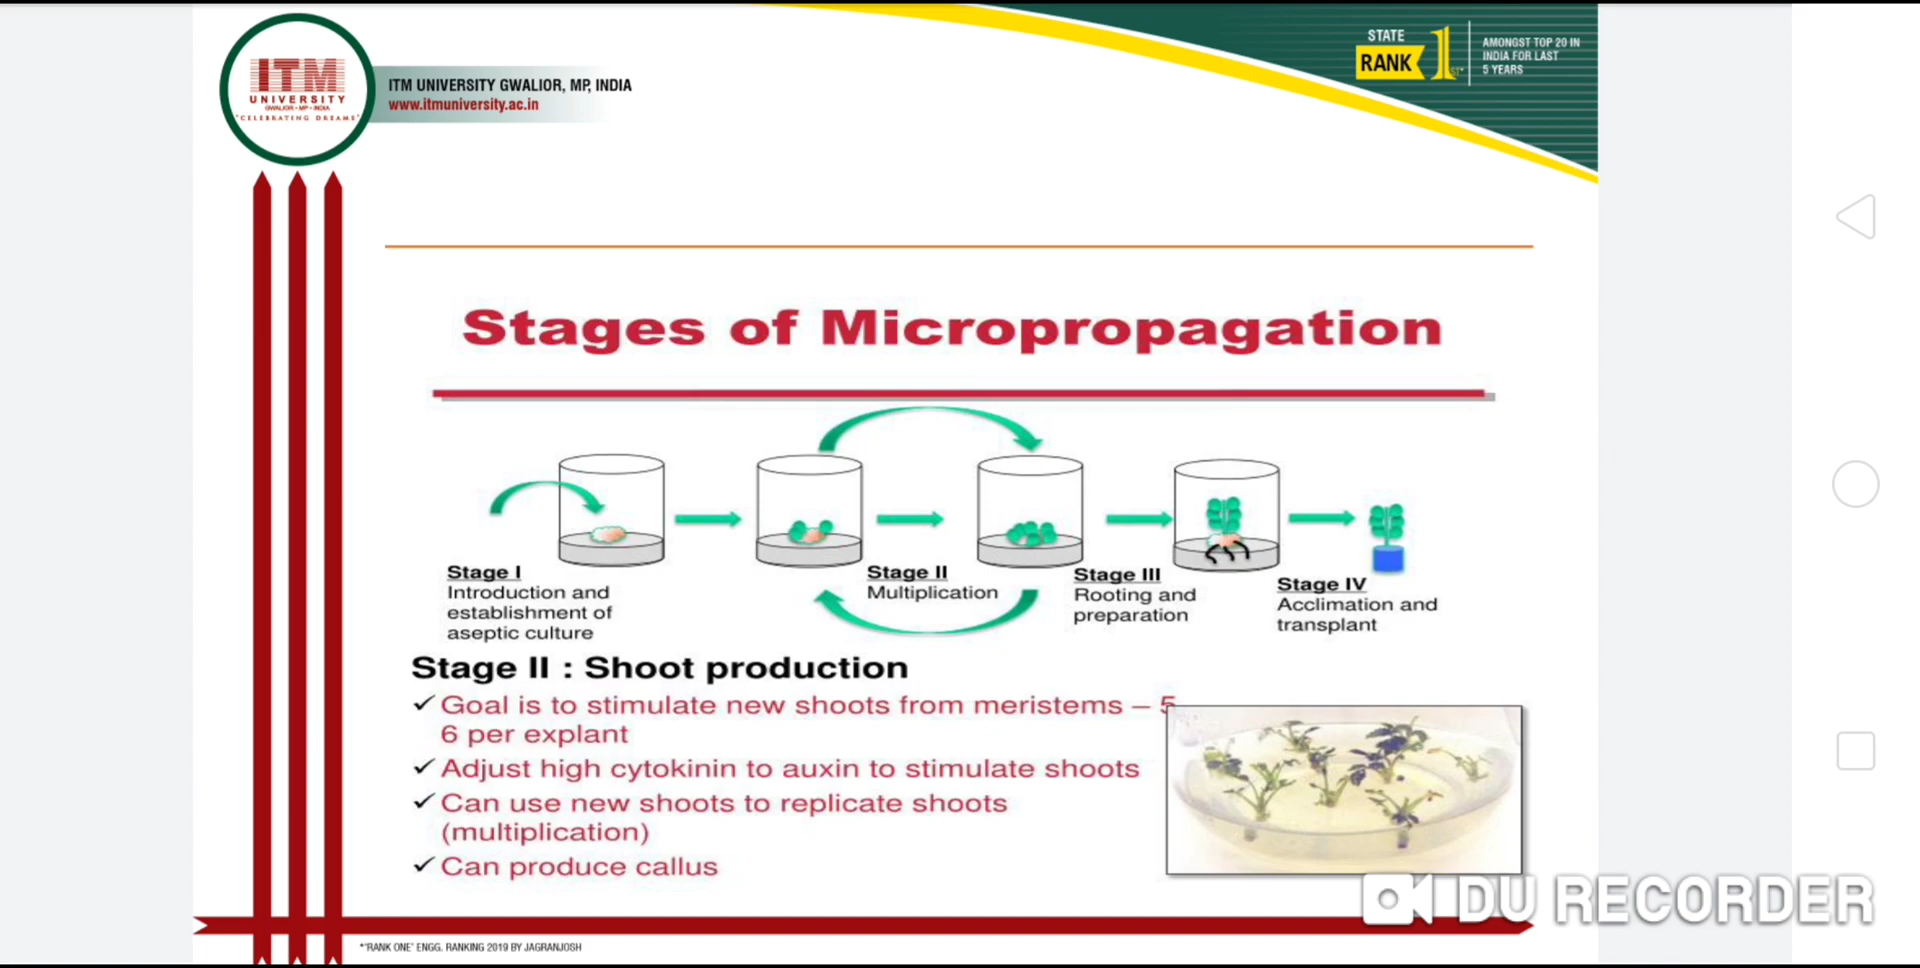 ITM
UNIVERSITY
GWALIOR • MP • INDIA
"CELEBRATING DREAMS"
ITM UNIVERSITY GWALIOR, MP, INDIA
www.itmuniversity.ac.in
STATE
RANK 1ST*
AMONGST TOP 20 IN
INDIA FOR LAST
5 YEARS
Stages of Micropropagation
Stage I
Introduction and
establishment of
aseptic culture
Stage II
Multiplication
Stage III
Rooting and
preparation
Stage IV
Acclimation and
transplant
Stage II : Shoot production
✓ Goal is to stimulate new shoots from meristems – 5
6 per explant
✓ Adjust high cytokinin to auxin to stimulate shoots
✓ Can use new shoots to replicate shoots
(multiplication)
✓ Can produce callus
DU RECORDER
*"RANK ONE" ENGG. RANKING 2019 BY JAGRANJOSH